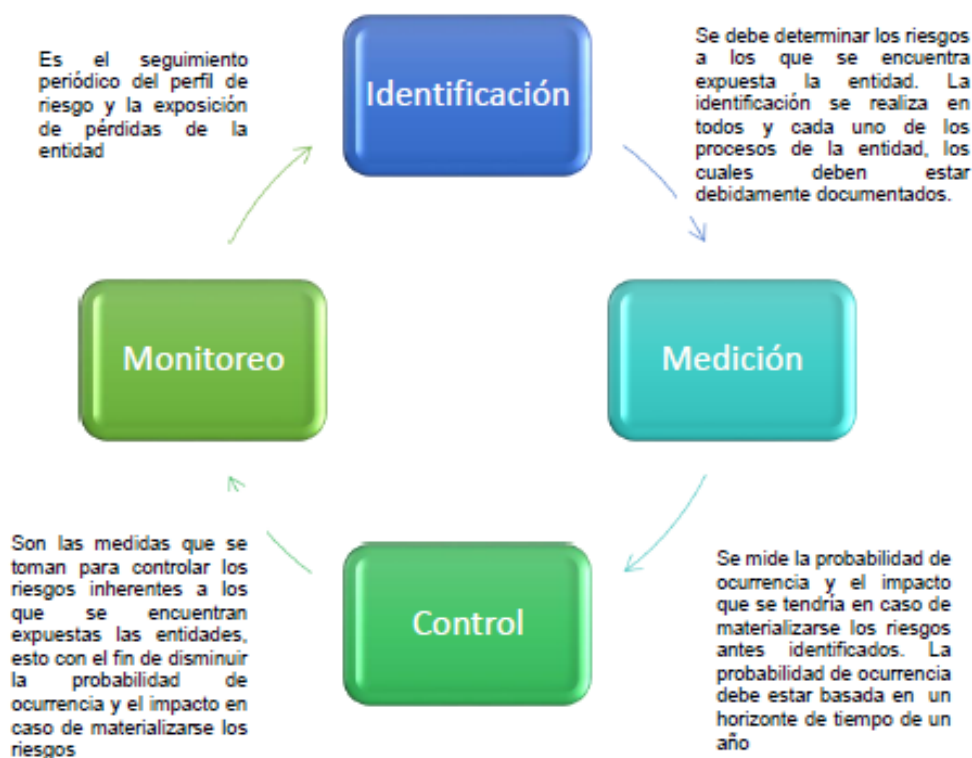 Identificación
Se debe determinar los riesgos
a los que se encuentra
expuesta la entidad. La
identificación se realiza en
todos y cada uno de los
procesos de la entidad, los
cuales deben estar
debidamente documentados.
Medición
Se mide la probabilidad de
ocurrencia y el impacto
que se tendría en caso de
materializarse los riesgos
antes identificados. La
probabilidad de ocurrencia
debe estar basada en un
horizonte de tiempo de un
año
Control
Son las medidas que se
toman para controlar los
riesgos inherentes a los
que se encuentran
expuestas las entidades,
esto con el fin de disminuir
la probabilidad de
ocurrencia y el impacto en
caso de materializarse los
riesgos
Monitoreo
Es el seguimiento
periódico del perfil de
riesgo y la exposición
de pérdidas de la
entidad